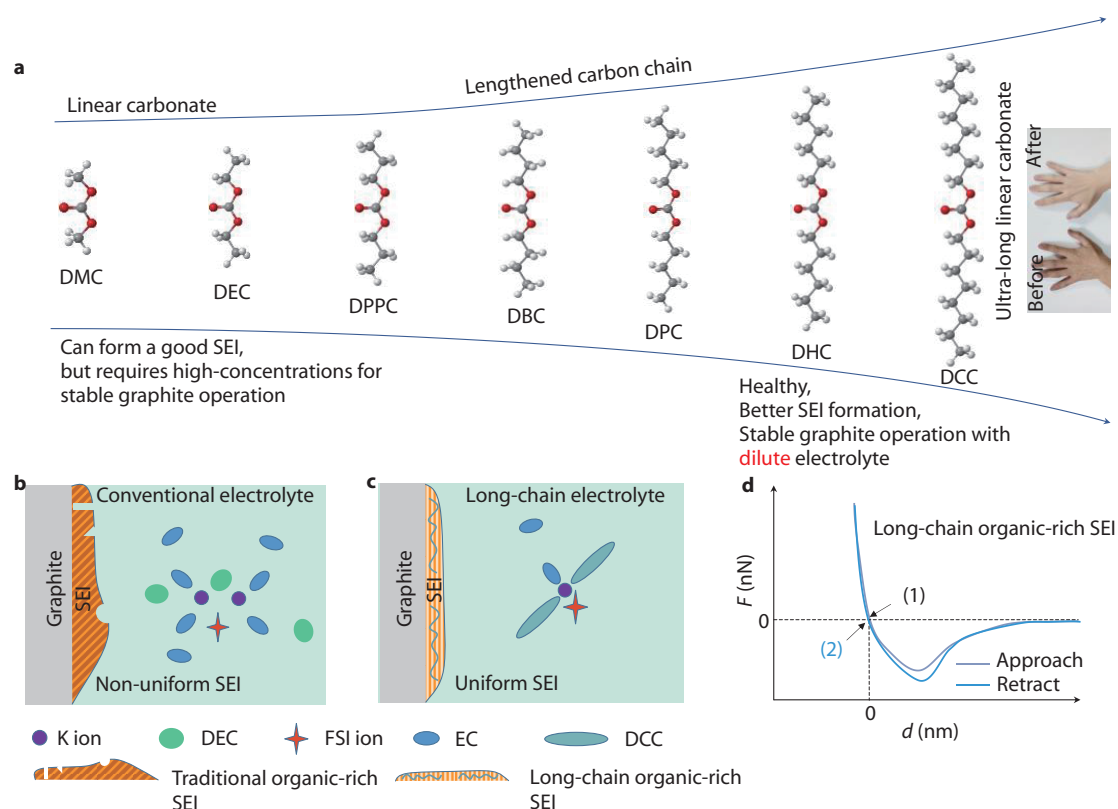 a
Linear carbonate
Lengthened carbon chain
DMC
DEC
DPPC
DBC
DPC
DHC
DCC
Ultra-long linear carbonate
Before
After
Can form a good SEI,
but requires high-concentrations for
stable graphite operation
Healthy,
Better SEI formation,
Stable graphite operation with
dilute electrolyte
b
Conventional electrolyte
Graphite
SEI
Non-uniform SEI
c
Long-chain electrolyte
Graphite
SEI
Uniform SEI
d
Long-chain organic-rich SEI
F (nN)
0
(1)
(2)
Approach
Retract
0
d (nm)
K ion
DEC
FSI ion
EC
DCC
Traditional organic-rich
SEI
Long-chain organic-rich
SEI